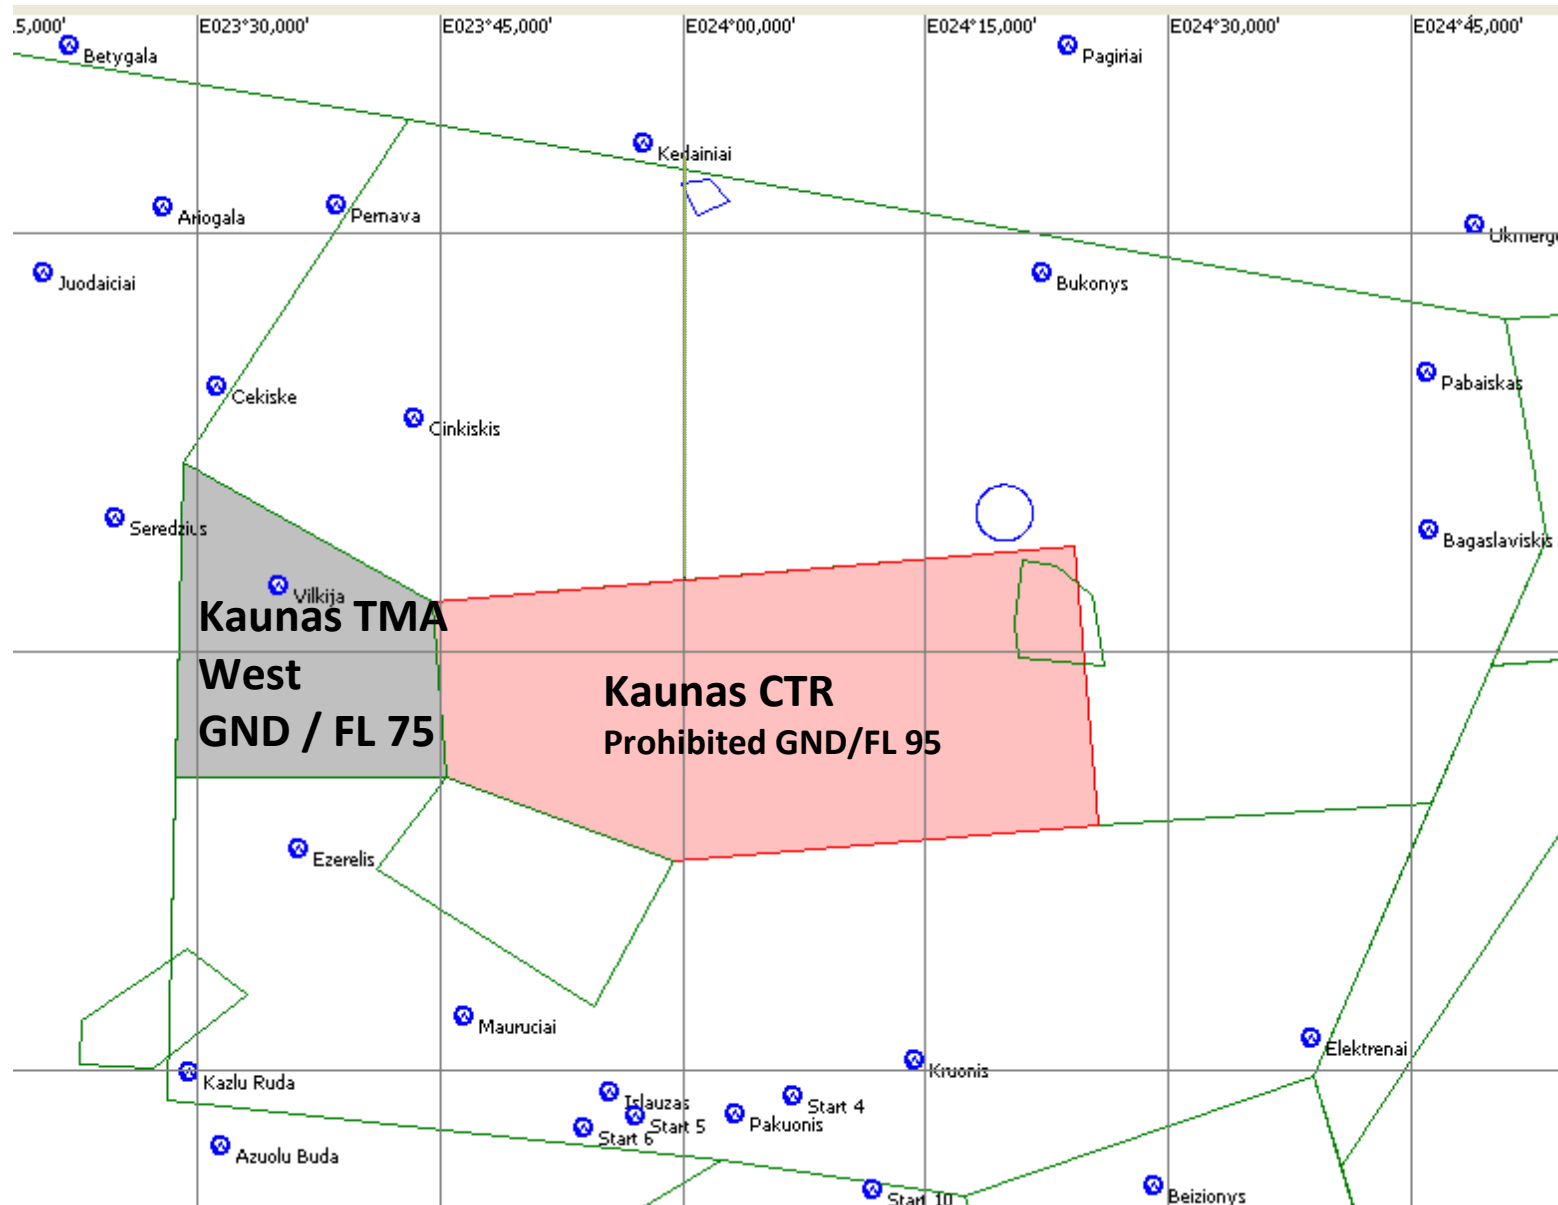 .5,000'
E023°30,000'
E023°45,000'
E024°00,000'
E024°15,000'
E024°30,000'
E024°45,000'
Betygala
Pagiriai
Kedainiai
Ariogala
Pernava
Ukmerge
Juodaiciai
Bukonys
Cekiske
Cinkiskis
Pabaiskas
Seredzius
Bagaslaviskis
Vilkija
Kaunas TMA
West
GND / FL 75
Kaunas CTR
Prohibited GND/FL 95
Ezerelis
Mauruciai
Elektrenai
Kruonis
Kazlu Ruda
Islauzas
Start 4
Start 5
Pakuonis
Start 6
Azuolu Buda
Start 10
Beizionys